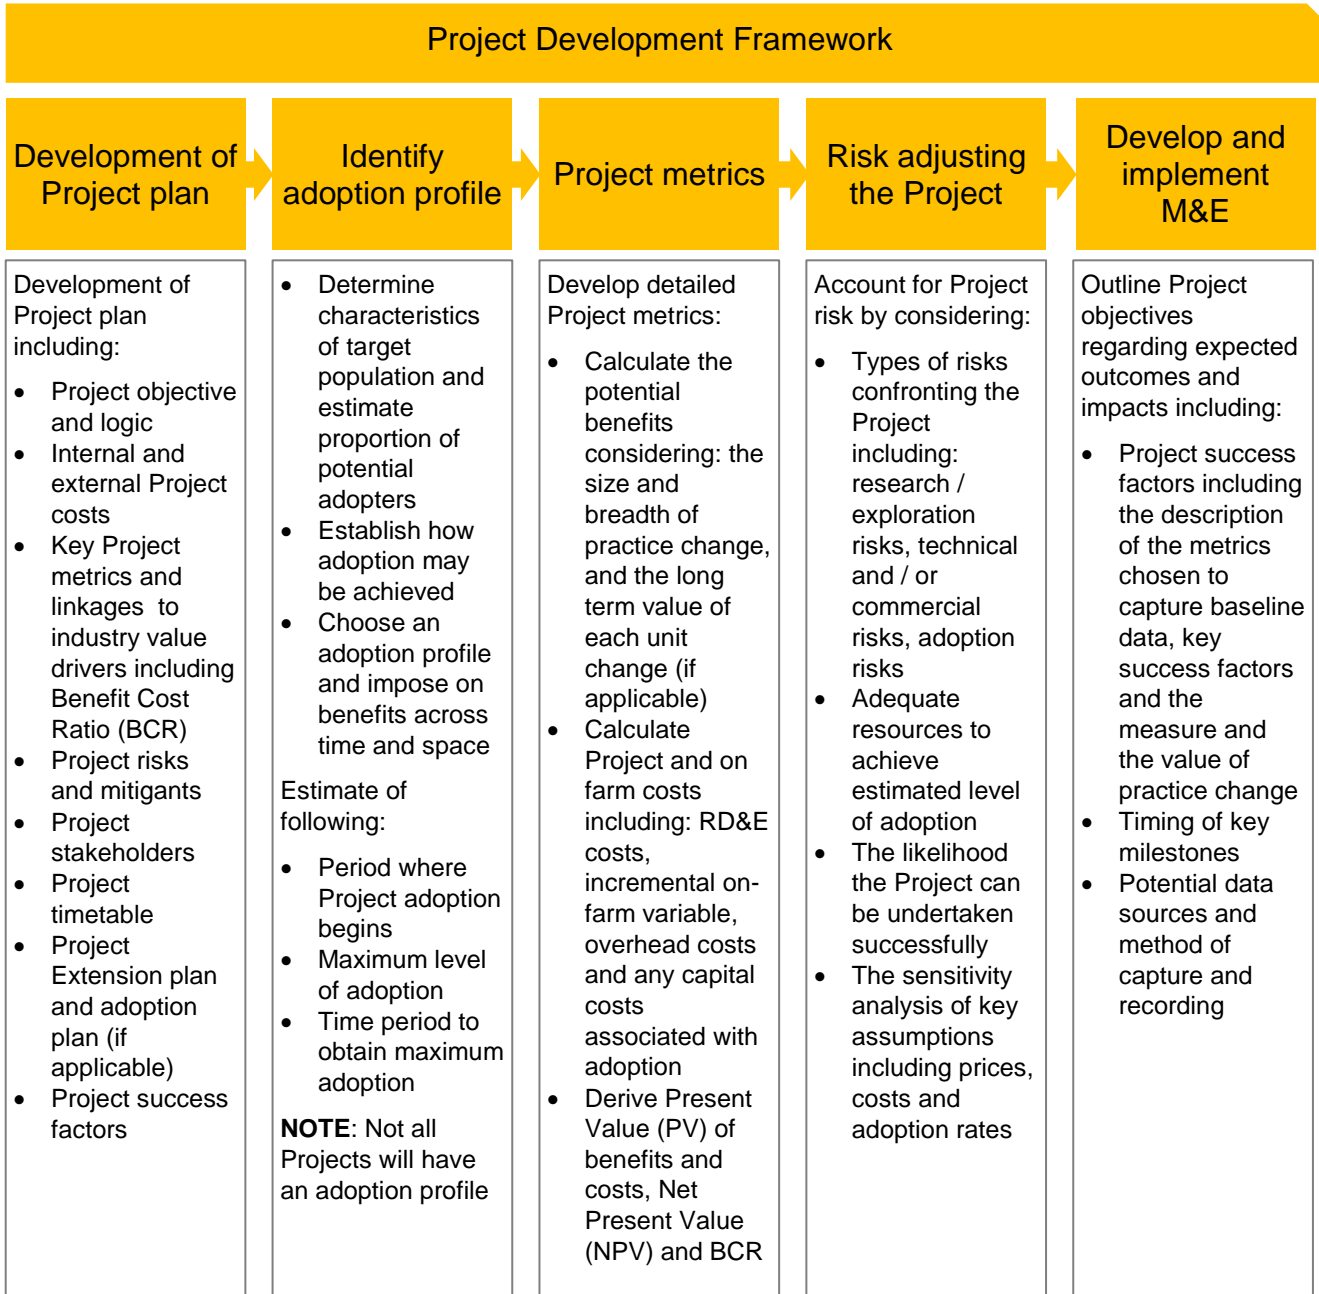 Project Development Framework
Development of
Project plan
Identify
adoption profile
Project metrics
Risk adjusting
the Project
Develop and
implement
M&E
Development of
Project plan
including:
• Project objective
and logic
• Internal and
external Project
costs
• Key Project
metrics and
linkages to
industry value
drivers including
Benefit Cost
Ratio (BCR)
• Project risks
and mitigants
• Project
stakeholders
• Project
timetable
• Project
Extension plan
and adoption
plan (if
applicable)
• Project success
factors
• Determine
characteristics
of target
population and
estimate
proportion of
potential
adopters
• Establish how
adoption may
be achieved
• Choose an
adoption profile
and impose on
benefits across
time and space
Estimate of
following:
• Period where
Project adoption
begins
• Maximum level
of adoption
• Time period to
obtain maximum
adoption
NOTE: Not all
Projects will have
an adoption profile
Develop detailed
Project metrics:
• Calculate the
potential
benefits
considering: the
size and
breadth of
practice change,
and the long
term value of
each unit
change (if
applicable)
• Calculate
Project and on
farm costs
including: RD&E
costs,
incremental on-
farm variable,
overhead costs
and any capital
costs
associated with
adoption
• Derive Present
Value (PV) of
benefits and
costs, Net
Present Value
(NPV) and BCR
Account for Project
risk by considering:
• Types of risks
confronting the
Project
including:
research /
exploration
risks, technical
and / or
commercial
risks, adoption
risks
• Adequate
resources to
achieve
estimated level
of adoption
• The likelihood
the Project can
be undertaken
successfully
• The sensitivity
analysis of key
assumptions
including prices,
costs and
adoption rates
Outline Project
objectives
regarding expected
outcomes and
impacts including:
• Project success
factors including
the description
of the metrics
chosen to
capture baseline
data, key
success factors
and the
measure and
the value of
practice change
• Timing of key
milestones
• Potential data
sources and
method of
capture and
recording